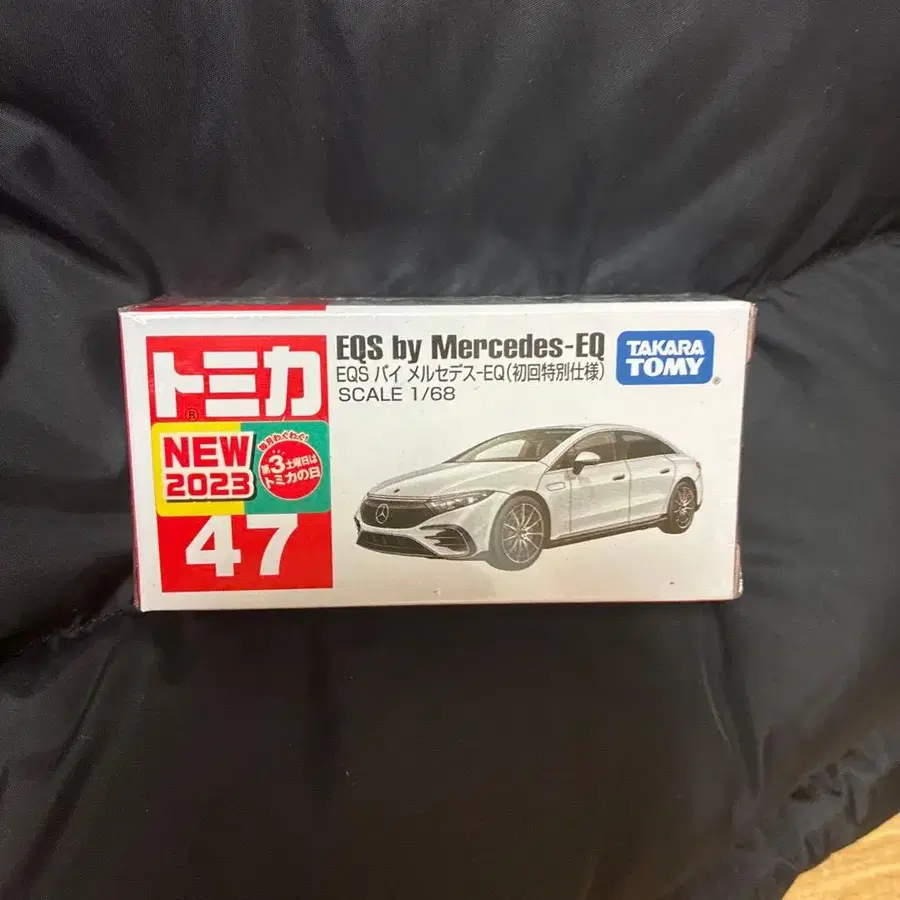 トミカ
®
NEW
2023
毎月わくわく!
第3土曜日は
トミカの日
47
EQS by Mercedes-EQ
EQS バイ メルセデス-EQ(初回特別仕様)
SCALE 1/68
TAKARA
TOMY
®